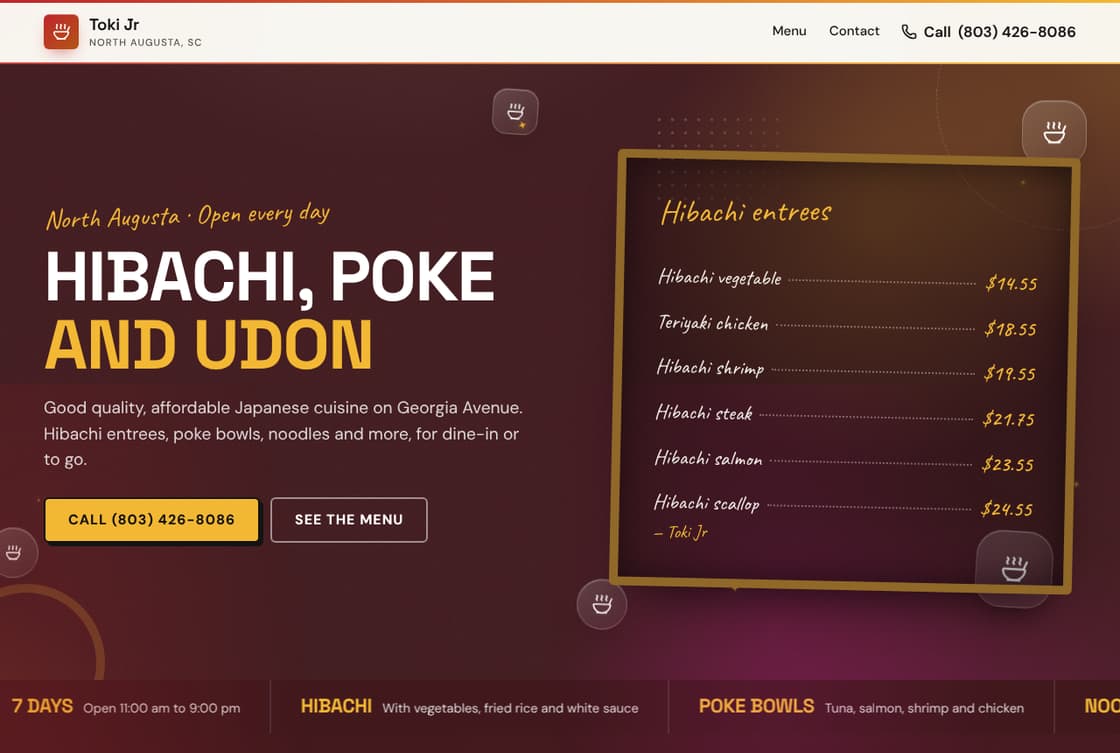 Toki Jr
NORTH AUGUSTA, SC
Menu
Contact
Call (803) 426-8086
North Augusta · Open every day
HIBACHI, POKE
AND UDON
Good quality, affordable Japanese cuisine on Georgia Avenue.
Hibachi entrees, poke bowls, noodles and more, for dine-in or
to go.
CALL (803) 426-8086
SEE THE MENU
Hibachi entrees
Hibachi vegetable $14.55
Teriyaki chicken $18.55
Hibachi shrimp $19.55
Hibachi steak $21.75
Hibachi salmon $23.55
Hibachi scallop $24.55
– Toki Jr
7 DAYS Open 11:00 am to 9:00 pm
HIBACHI With vegetables, fried rice and white sauce
POKE BOWLS Tuna, salmon, shrimp and chicken